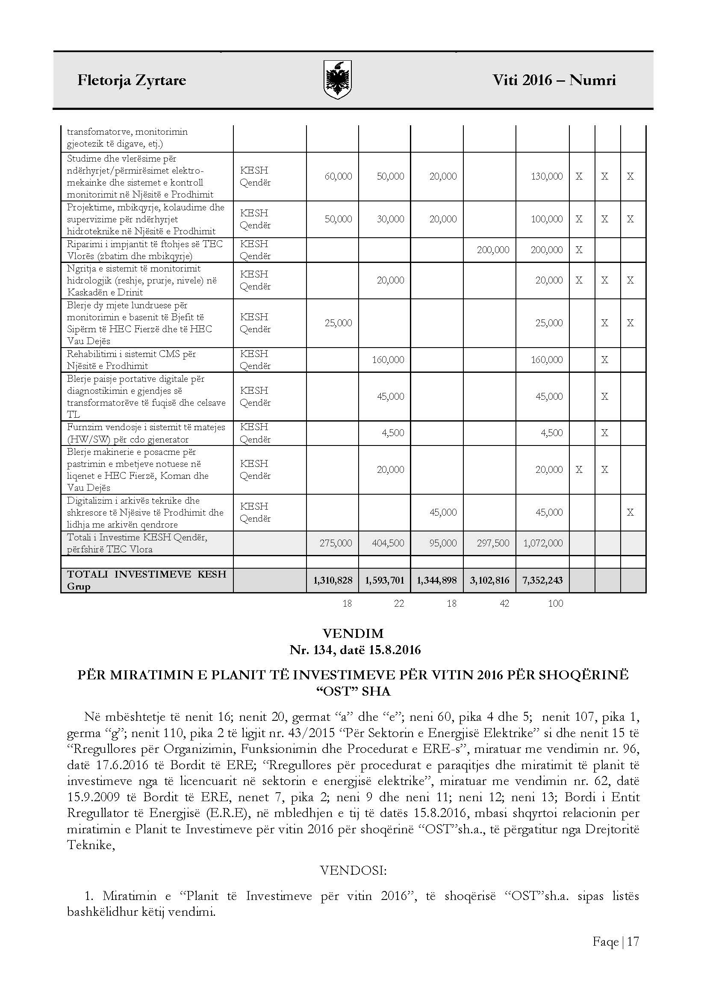 Fletorja Zyrtare
Viti 2016 – Numri
transfomatorve, monitorimin
gjeotezik të digave, etj.)
Studime dhe vlerësime për
ndërhyrjet/përmirësimet elektro-
mekainke dhe sistemet e kontroll
monitorimit në Njësitë e Prodhimit
KESH
Qendër
60,000 50,000 20,000 130,000 X X X
Projektime, mbikqyrje, kolaudime dhe
supervizime për ndërhyrjet
hidroteknike në Njësitë e Prodhimit
KESH
Qendër
50,000 30,000 20,000 100,000 X X X
Riparimi i impjantit të ftohjes së TEC
Vlorës (zbatim dhe mbikqyrje)
KESH
Qendër
200,000 200,000 X
Ngritja e sistemit të monitorimit
hidrologjik (reshje, prurje, nivele) në
Kaskadën e Drinit
KESH
Qendër
20,000 20,000 X X X
Blerje dy mjete lundruese për
monitorimin e basenit të Bjefit të
Sipërm të HEC Fierzë dhe të HEC
Vau Dejës
KESH
Qendër
25,000 25,000 X X
Rehabilitimi i sistemit CMS për
Njësitë e Prodhimit
KESH
Qendër
160,000 160,000 X
Blerje paisje portative digitale për
diagnostikimin e gjendjes së
transformatorëve të fuqisë dhe celsave
TL
KESH
Qendër
45,000 45,000 X
Furnzim vendosje i sistemit të matejes
(HW/SW) për cdo gjenerator
KESH
Qendër
4,500 4,500 X
Blerje makinerie e posacme për
pastrimin e mbetjeve notuese në
liqenet e HEC Fierzë, Koman dhe
Vau Dejës
KESH
Qendër
20,000 20,000 X X
Digitalizim i arkivës teknike dhe
shkresore të Njësive të Prodhimit dhe
lidhja me arkivën qendrore
KESH
Qendër
45,000 45,000 X
Totali i Investime KESH Qendër,
përfshirë TEC Vlora
275,000 404,500 95,000 297,500 1,072,000
TOTALI INVESTIMEVE KESH
Grup
1,310,828 1,593,701 1,344,898 3,102,816 7,352,243
18 22 18 42 100
VENDIM
Nr. 134, datë 15.8.2016
PËR MIRATIMIN E PLANIT TË INVESTIMEVE PËR VITIN 2016 PËR SHOQËRINË
“OST” SHA
Në mbështetje të nenit 16; nenit 20, germat “a” dhe “e”; neni 60, pika 4 dhe 5; nenit 107, pika 1,
germa “g”; nenit 110, pika 2 të ligjit nr. 43/2015 “Për Sektorin e Energjisë Elektrike” si dhe nenit 15 të
“Rregullores për Organizimin, Funksionimin dhe Procedurat e ERE-s”, miratuar me vendimin nr. 96,
datë 17.6.2016 të Bordit të ERE; “Rregullores për procedurat e paraqitjes dhe miratimit të planit të
investimeve nga të licencuarit në sektorin e energjisë elektrike”, miratuar me vendimin nr. 62, datë
15.9.2009 të Bordit të ERE, nenet 7, pika 2; neni 9 dhe neni 11; neni 12; neni 13; Bordi i Entit
Rregullator të Energjisë (E.R.E), në mbledhjen e tij të datës 15.8.2016, mbasi shqyrtoi relacionin per
miratimin e Planit te Investimeve për vitin 2016 për shoqërinë “OST”sh.a., të përgatitur nga Drejtoritë
Teknike,
VENDOSI:
1. Miratimin e “Planit të Investimeve për vitin 2016”, të shoqërisë “OST”sh.a. sipas listës
bashkëlidhur këtij vendimi.
Faqe | 17